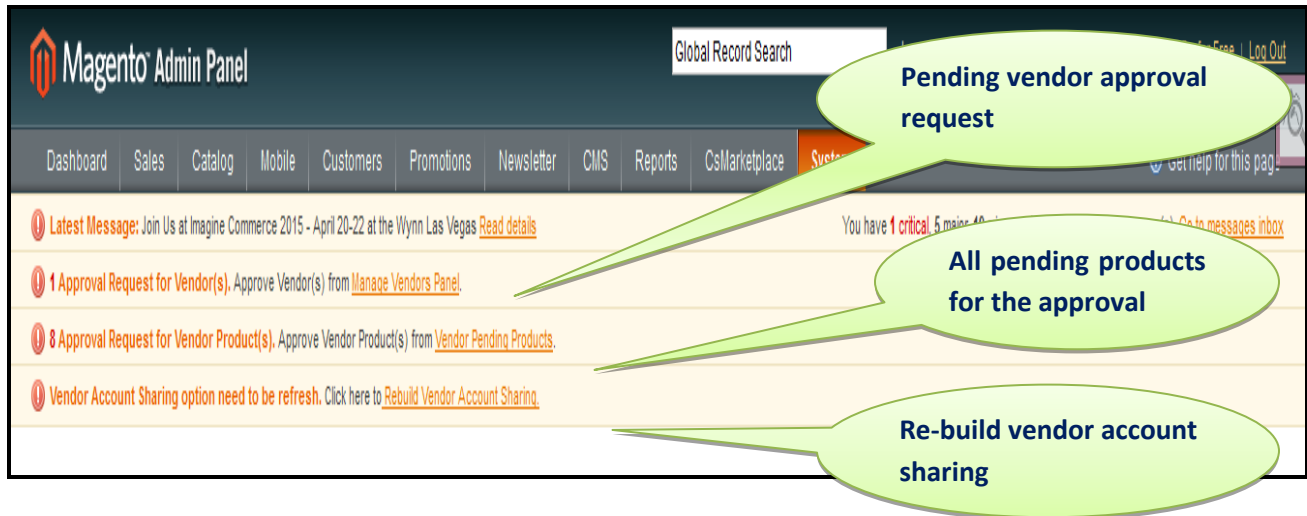 Magento™ Admin Panel
Global Record Search
Free | Log Out
Pending vendor approval
request
Dashboard Sales Catalog Mobile Customers Promotions Newsletter CMS Reports CsMarketplace Get help for this page
Latest Message: Join Us at Imagine Commerce 2015 - April 20-22 at the Wynn Las Vegas Read details You have 1 critical, 5 major, Go to messages inbox
1 Approval Request for Vendor(s). Approve Vendor(s) from Manage Vendors Panel.
All pending products
for the approval
8 Approval Request for Vendor Product(s). Approve Vendor Product(s) from Vendor Pending Products.
Vendor Account Sharing option need to be refresh. Click here to Rebuild Vendor Account Sharing.
Re-build vendor account
sharing